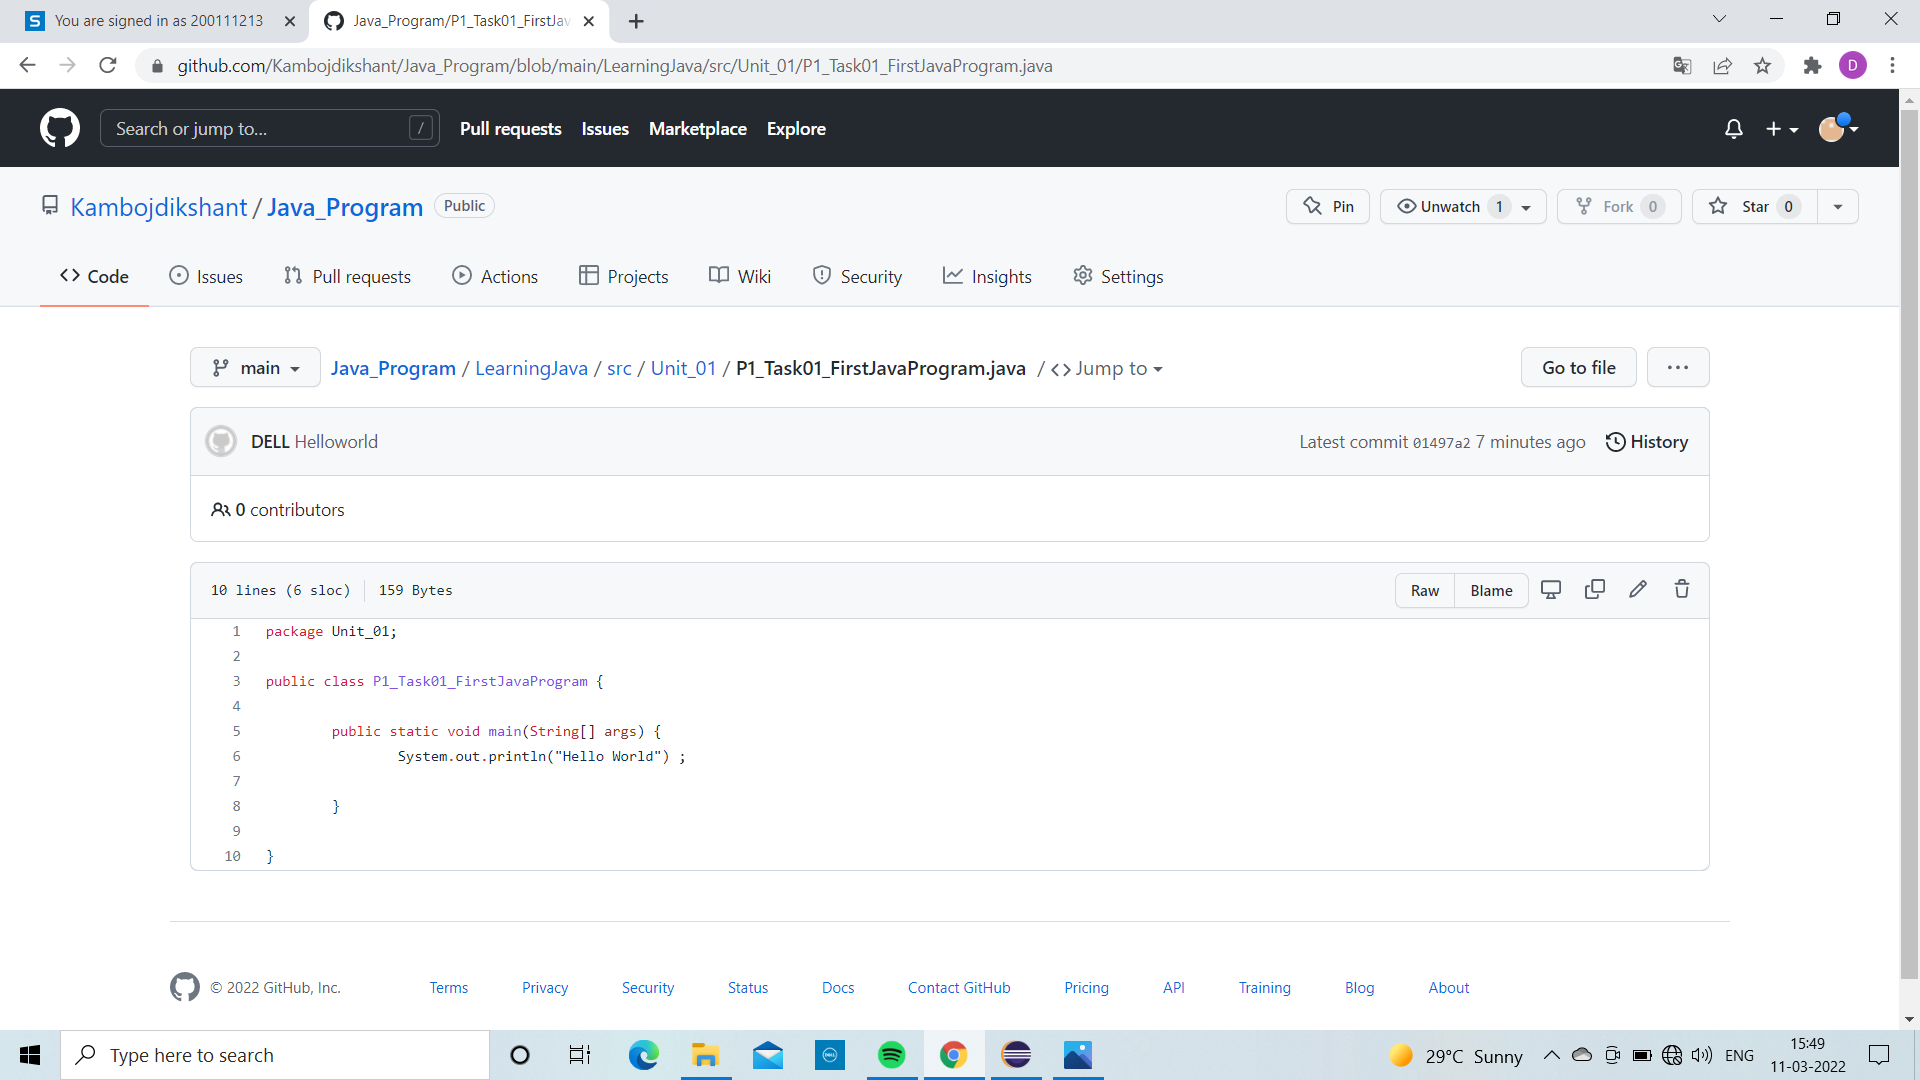 You are signed in as 200111213
Java_Program/P1_Task01_FirstJav
github.com/Kambojdikshant/Java_Program/blob/main/LearningJava/src/Unit_01/P1_Task01_FirstJavaProgram.java
D
Search or jump to... /
Pull requests Issues Marketplace Explore
Kambojdikshant / Java_Program Public
Pin Unwatch 1 Fork 0 Star 0
Code Issues Pull requests Actions Projects Wiki Security Insights Settings
main Java_Program / LearningJava / src / Unit_01 / P1_Task01_FirstJavaProgram.java / <> Jump to
Go to file ...
DELL Helloworld
Latest commit 01497a2 7 minutes ago History
0 contributors
10 lines (6 sloc) 159 Bytes
Raw Blame
1 package Unit_01;
2
3 public class P1_Task01_FirstJavaProgram {
4
5 public static void main(String[] args) {
6 System.out.println("Hello World") ;
7
8 }
9
10 }
© 2022 GitHub, Inc. Terms Privacy Security Status Docs Contact GitHub Pricing API Training Blog About
Type here to search
29°C Sunny
ENG
15:49
11-03-2022